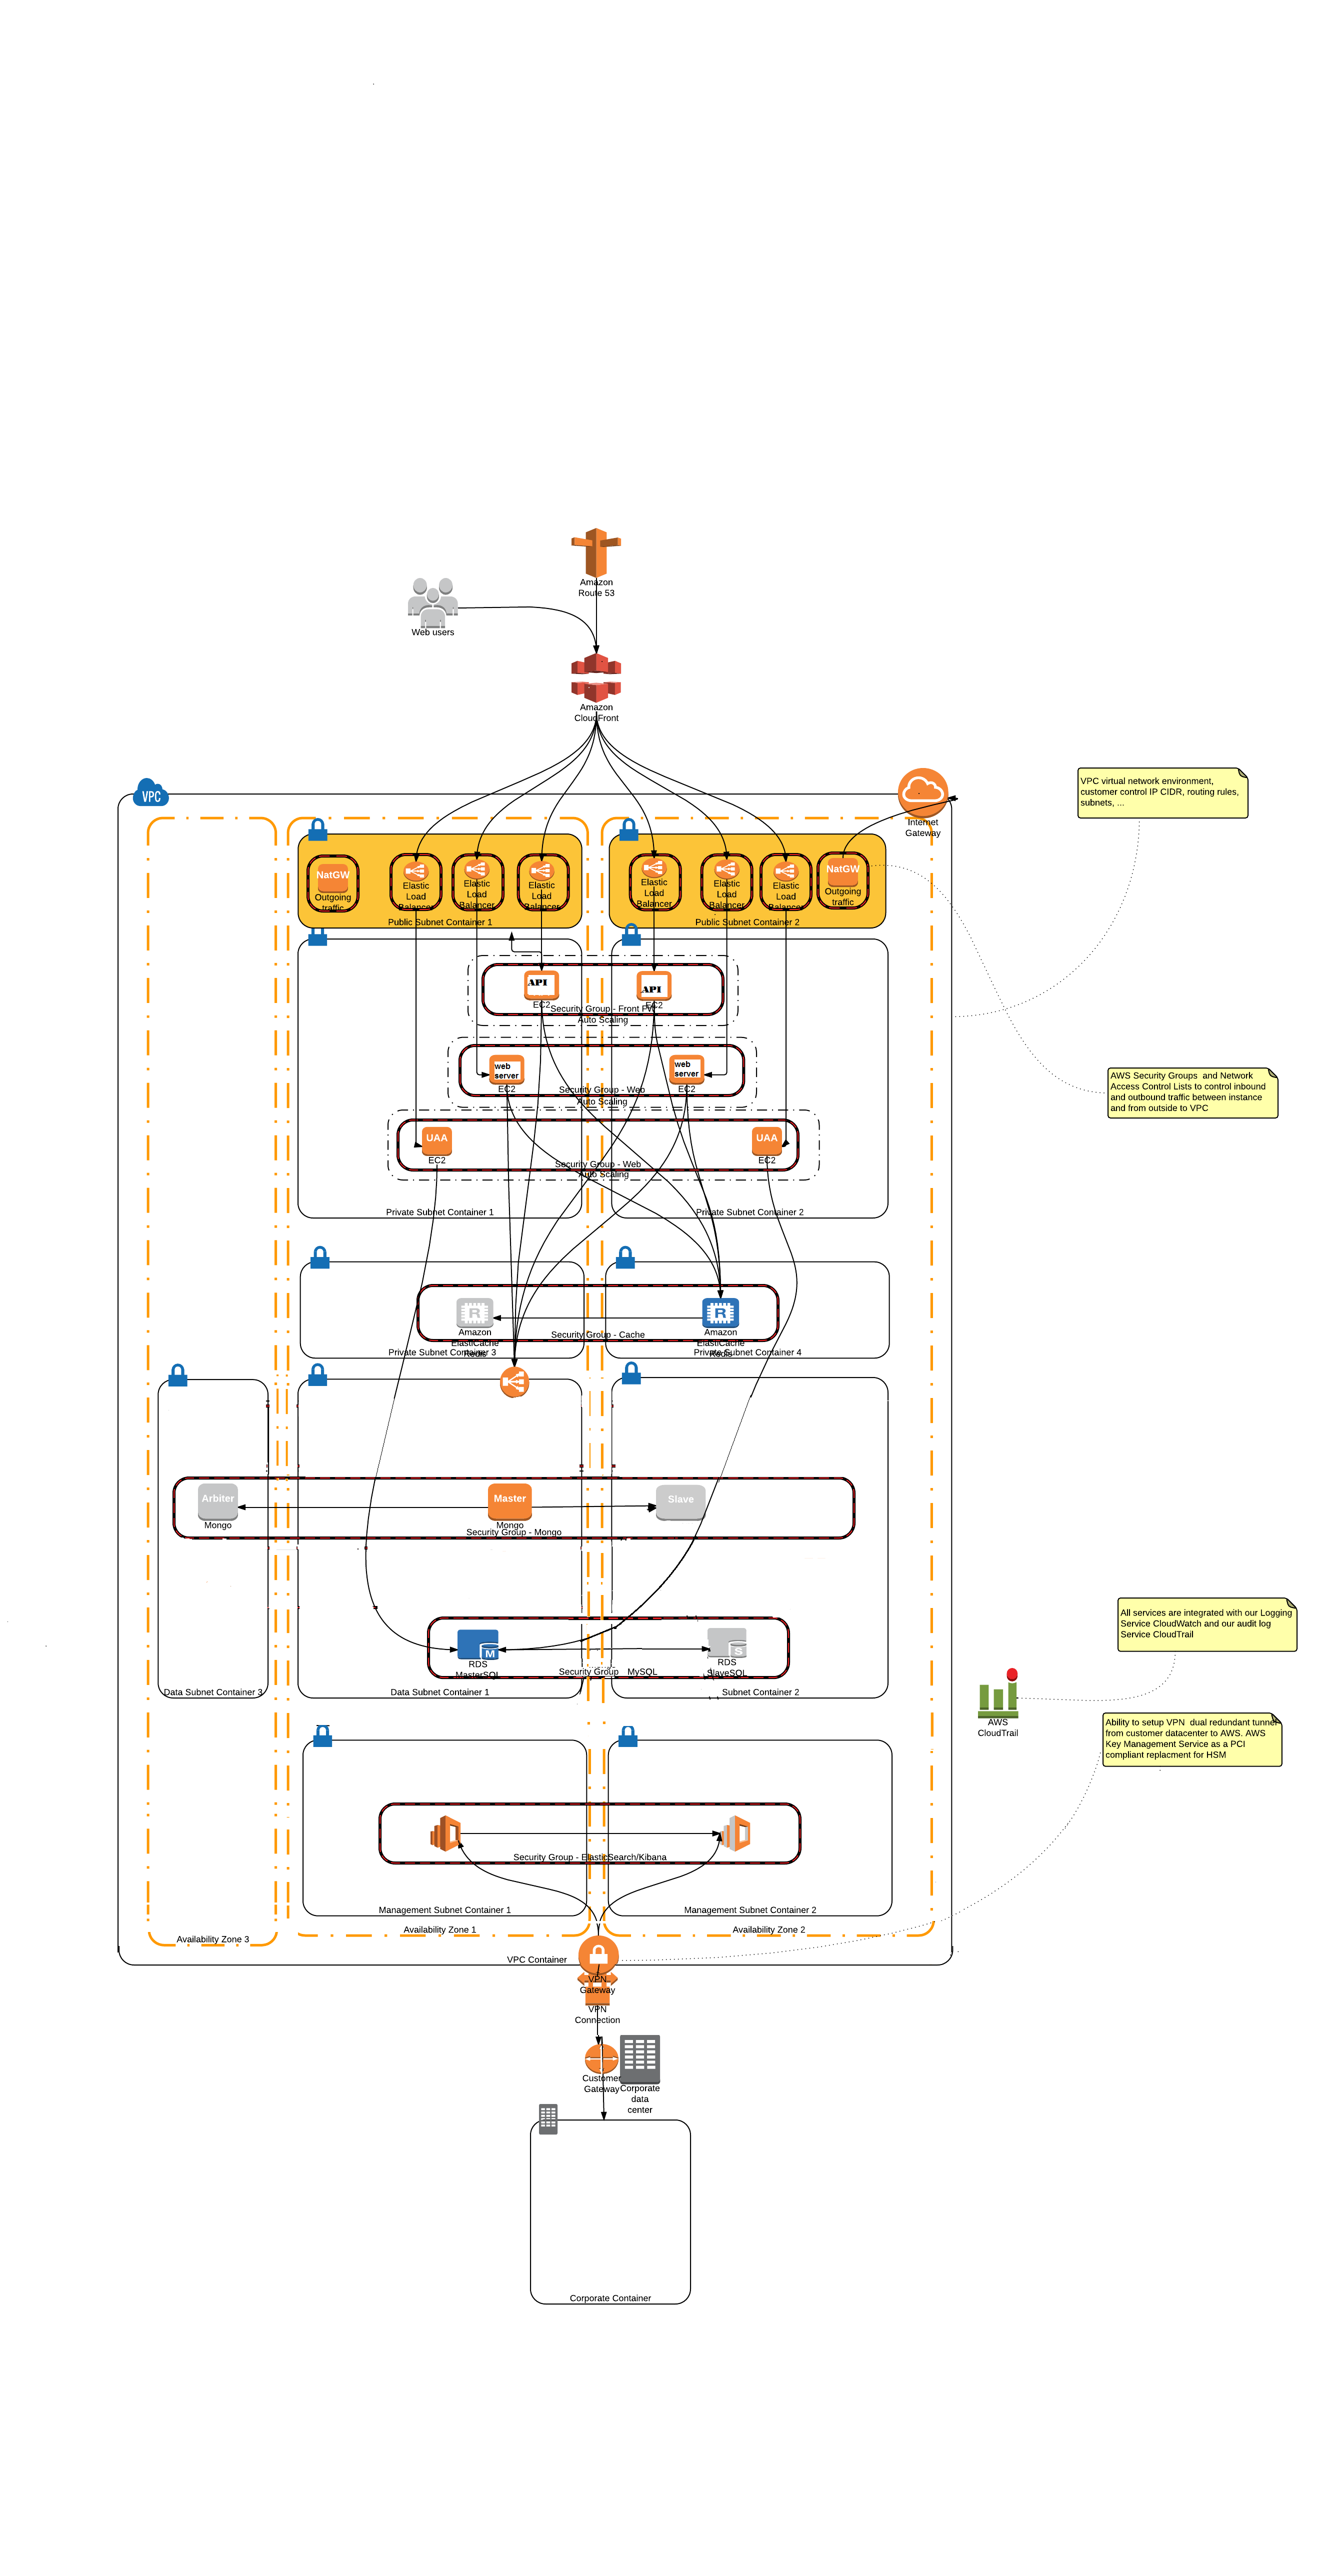 Amazon
Route 53
Web users
Amazon
CloudFront
VPC
Internet
Gateway
VPC virtual network environment,
customer control IP CIDR, routing rules,
subnets, ...
NatGW
Outgoing
traffic
Elastic
Load
Balancer
Elastic
Load
Balancer
Elastic
Load
Balancer
Public Subnet Container 1
Elastic
Load
Balancer
Elastic
Load
Balancer
Elastic
Load
Balancer
NatGW
Outgoing
traffic
Public Subnet Container 2
API
EC2
API
EC2
Security Group - Front
Auto Scaling
web
server
EC2
web
server
EC2
Security Group - Web
Auto Scaling
AWS Security Groups and Network
Access Control Lists to control inbound
and outbound traffic between instance
and from outside to VPC
UAA
EC2
UAA
EC2
Security Group - Web
Auto Scaling
Private Subnet Container 1
Private Subnet Container 2
R
Amazon
ElastiCache
Redis
R
Amazon
ElastiCache
Redis
Security Group - Cache
Private Subnet Container 3
Private Subnet Container 4
Arbiter
Mongo
Master
Mongo
Slave
Security Group - Mongo
M
RDS
MasterSQL
S
RDS
SlaveSQL
Security Group MySQL
Data Subnet Container 3
Data Subnet Container 1
Subnet Container 2
All services are integrated with our Logging
Service CloudWatch and our audit log
Service CloudTrail
AWS
CloudTrail
Ability to setup VPN dual redundant tunnel
from customer datacenter to AWS. AWS
Key Management Service as a PCI
compliant replacment for HSM
Security Group - ElasticSearch/Kibana
Management Subnet Container 1
Management Subnet Container 2
Availability Zone 3
Availability Zone 1
Availability Zone 2
VPC Container
VPN
Gateway
VPN
Connection
Customer
Gateway
Corporate
data
center
Corporate Container